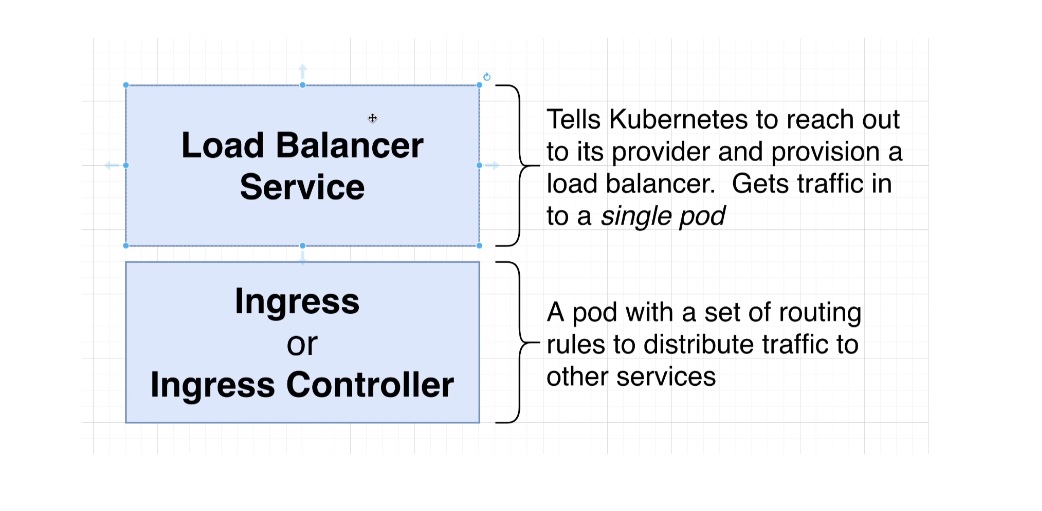 Load Balancer
Service
Tells Kubernetes to reach out
to its provider and provision a
load balancer.  Gets traffic in
to a single pod
Ingress
or
Ingress Controller
A pod with a set of routing
rules to distribute traffic to
other services